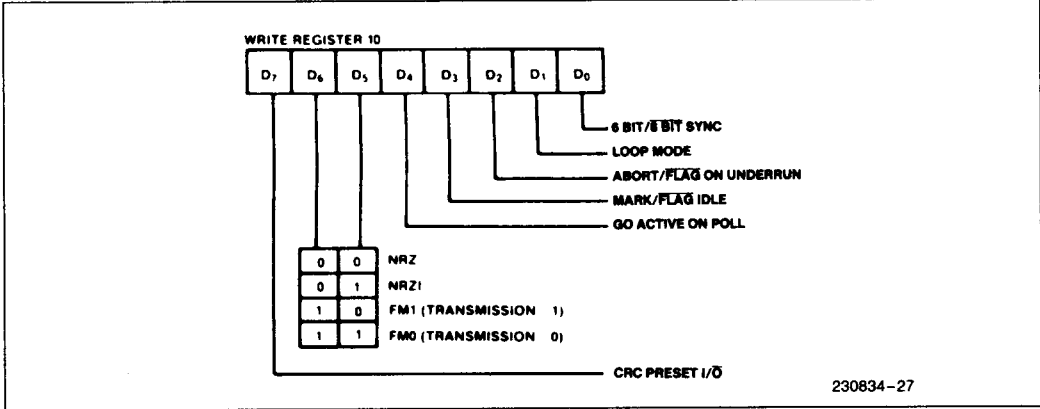 WRITE REGISTER 10
D7 D6 D5 D4 D3 D2 D1 D0
6 BIT/8 BIT SYNC
LOOP MODE
ABORT/FLAG ON UNDERRUN
MARK/FLAG IDLE
GO ACTIVE ON POLL
0 0 NRZ
0 1 NRZI
1 0 FM1 (TRANSMISSION 1)
1 1 FM0 (TRANSMISSION 0)
CRC PRESET I/O
230834-27